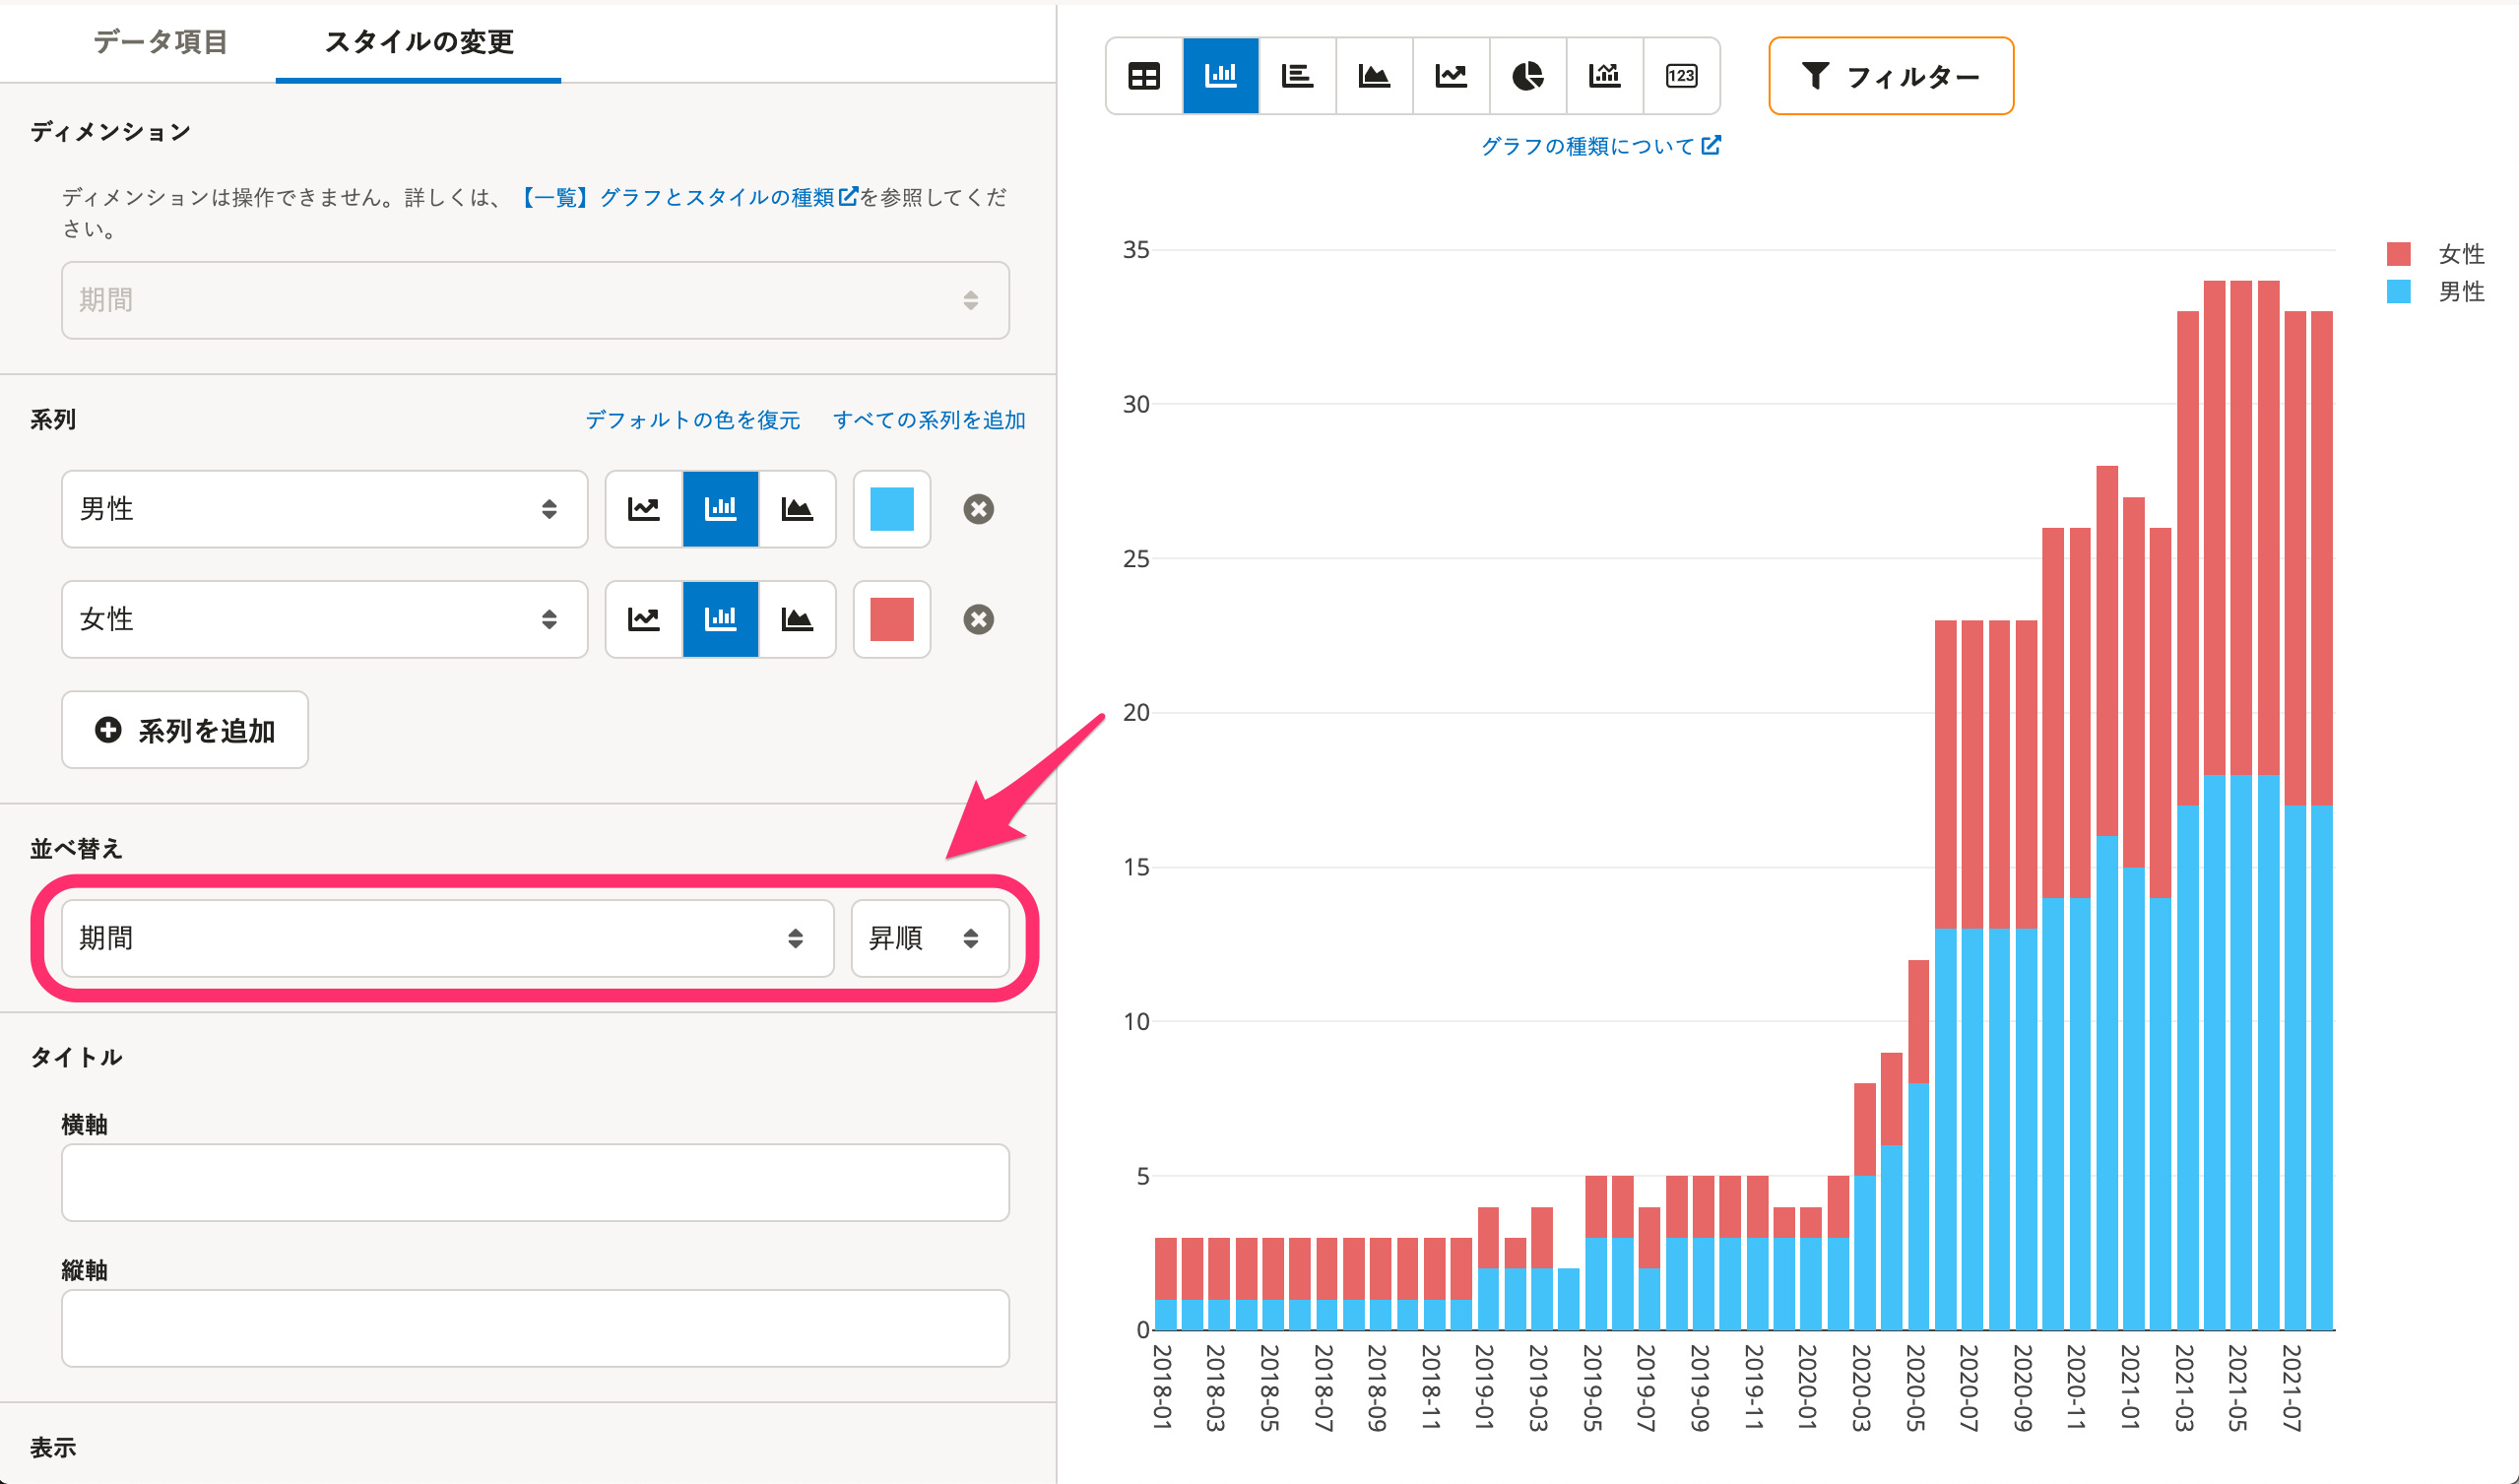 データ項目
スタイルの変更
ディメンション
ディメンションは操作できません。詳しくは、【一覧】グラフとスタイルの種類を参照してくだ
さい。
期間
系列
デフォルトの色を復元
すべての系列を追加
男性
女性
系列を追加
並べ替え
期間
昇順
タイトル
横軸
縦軸
表示
123
フィルター
グラフの種類について
女性
男性
35
30
25
20
15
10
5
0
2018-01
2018-03
2018-05
2018-07
2018-09
2018-11
2019-01
2019-03
2019-05
2019-07
2019-09
2019-11
2020-01
2020-03
2020-05
2020-07
2020-09
2020-11
2021-01
2021-03
2021-05
2021-07